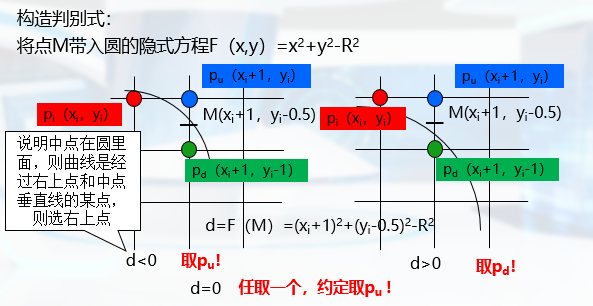 构造判别式：
将点M带入圆的隐式方程F（x,y）=x²+y²-R²
pᵤ（xᵢ+1，yᵢ）
pᵤ（xᵢ+1，yᵢ）
pᵢ（xᵢ，yᵢ）
M(xᵢ+1，yᵢ-0.5)
pᵢ（xᵢ，yᵢ）
M(xᵢ+1，yᵢ-0.5)
说明中点在圆里
面，则曲线是经
过右上点和中点
垂直线的某点，
则选右上点
p_d（xᵢ+1，yᵢ-1）
p_d（xᵢ+1，yᵢ-1）
d=F（M）=(xᵢ+1)²+(yᵢ-0.5)²-R²
d<0
取pᵤ！
d>0
取p_d！
d=0 任取一个，约定取pᵤ！